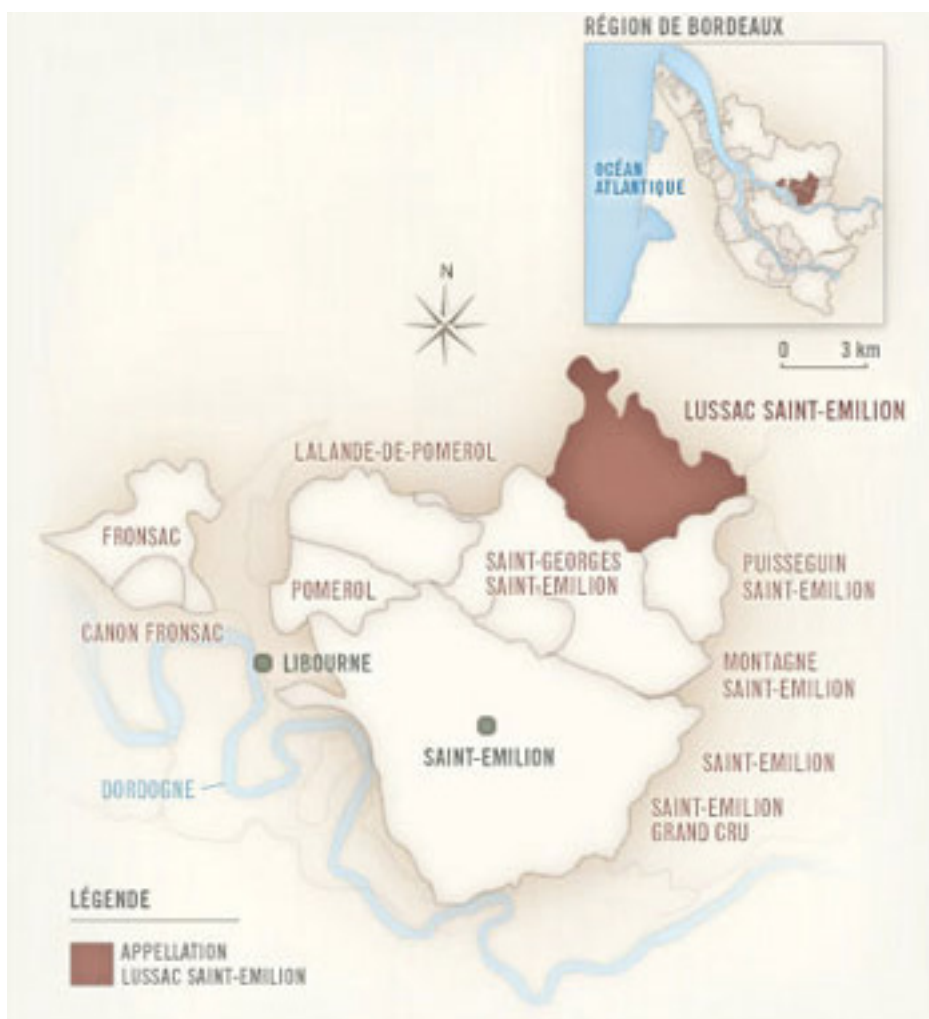 RÉGION DE BORDEAUX
OCÉAN
ATLANTIQUE
N
0 3 km
LUSSAC SAINT-EMILION
LALANDE-DE-POMEROL
FRONSAC
SAINT-GEORGES
SAINT-EMILION
PUISSEGUIN
SAINT-EMILION
POMEROL
CANON FRONSAC
LIBOURNE
MONTAGNE
SAINT-EMILION
SAINT-EMILION
SAINT-EMILION
DORDOGNE
SAINT-EMILION
GRAND CRU
LÉGENDE
APPELLATION
LUSSAC SAINT-EMILION